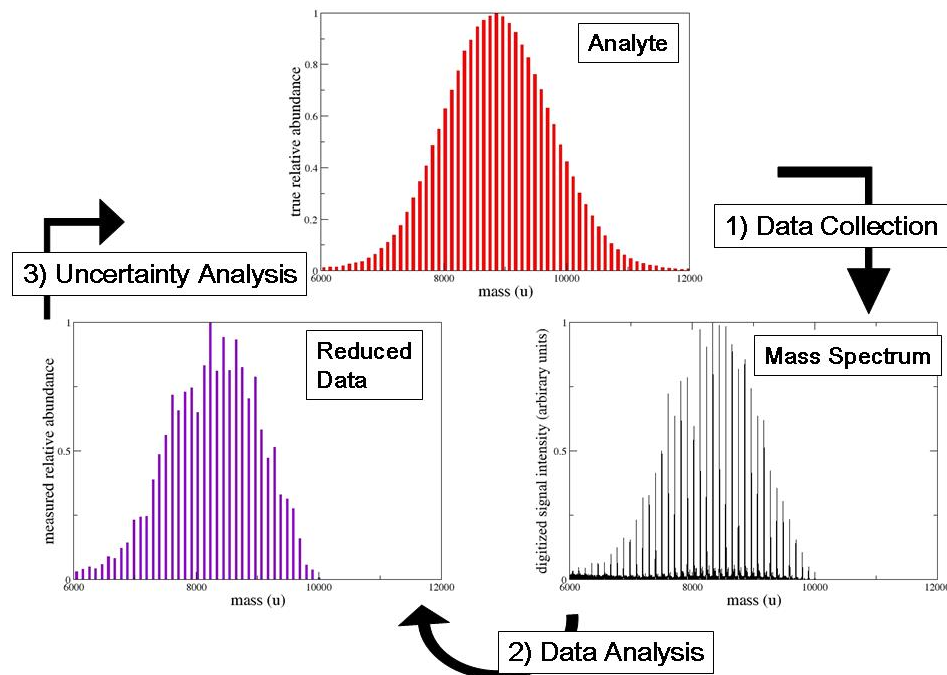 Analyte
true relative abundance
1
0.8
0.6
0.4
0.2
0
6000 8000 10000 12000
mass (u)
1) Data Collection
3) Uncertainty Analysis
Reduced
Data
measured relative abundance
1
0.5
0
6000 8000 10000 12000
mass (u)
Mass Spectrum
digitized signal intensity (arbirary units)
1
0.5
0
6000 8000 10000 12000
mass (u)
2) Data Analysis